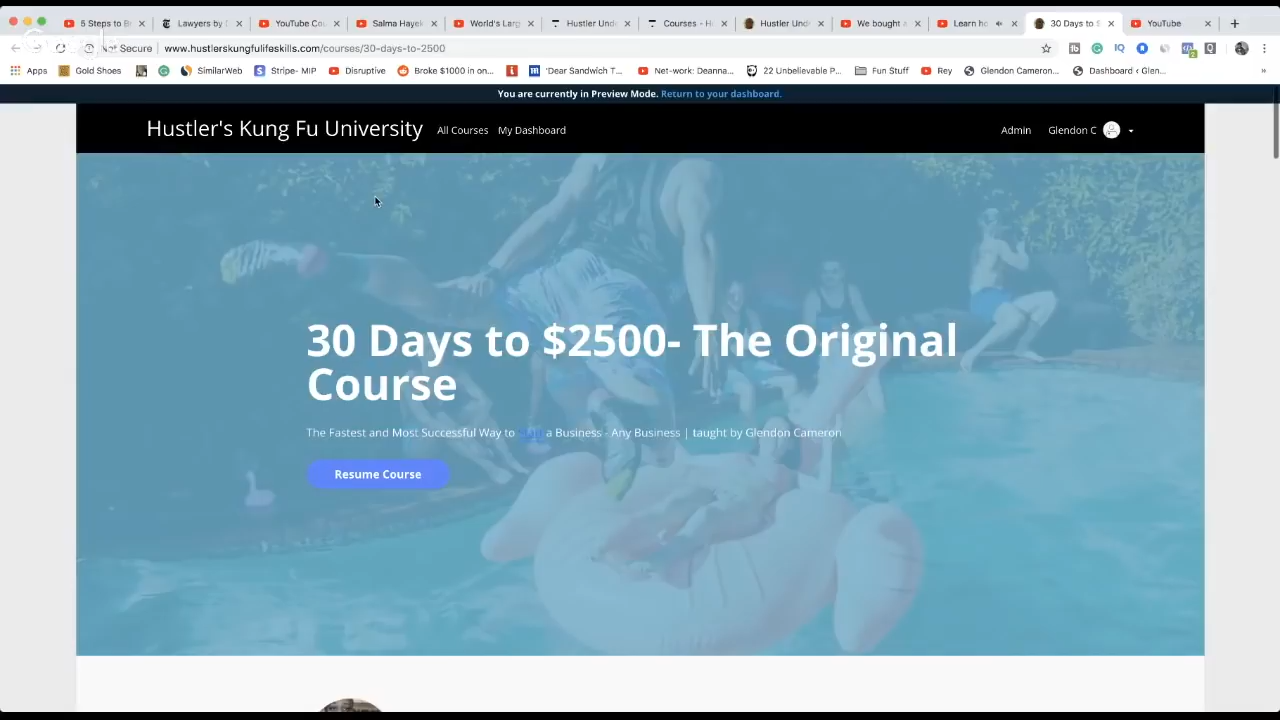 5 Steps to B
Lawyers by
YouTube Cou
Salma Hayek
World's Larg
Hustler Und
Courses - H
Hustler Und
We bought a
Learn ho
30 Days to $
YouTube
Not Secure
www.hustlerskungfulifeskills.com/courses/30-days-to-2500
Apps
Gold Shoes
SimilarWeb
Stripe- MIP
Disruptive
Broke $1000 in on...
'Dear Sandwich T...
Net-work: Deanna...
22 Unbelievable P...
Fun Stuff
Rey
Glendon Cameron...
Dashboard ‹ Glen...
You are currently in Preview Mode. Return to your dashboard.
Hustler's Kung Fu University
All Courses
My Dashboard
Admin
Glendon C
30 Days to $2500- The Original
Course
The Fastest and Most Successful Way to Start a Business - Any Business | taught by Glendon Cameron
Resume Course